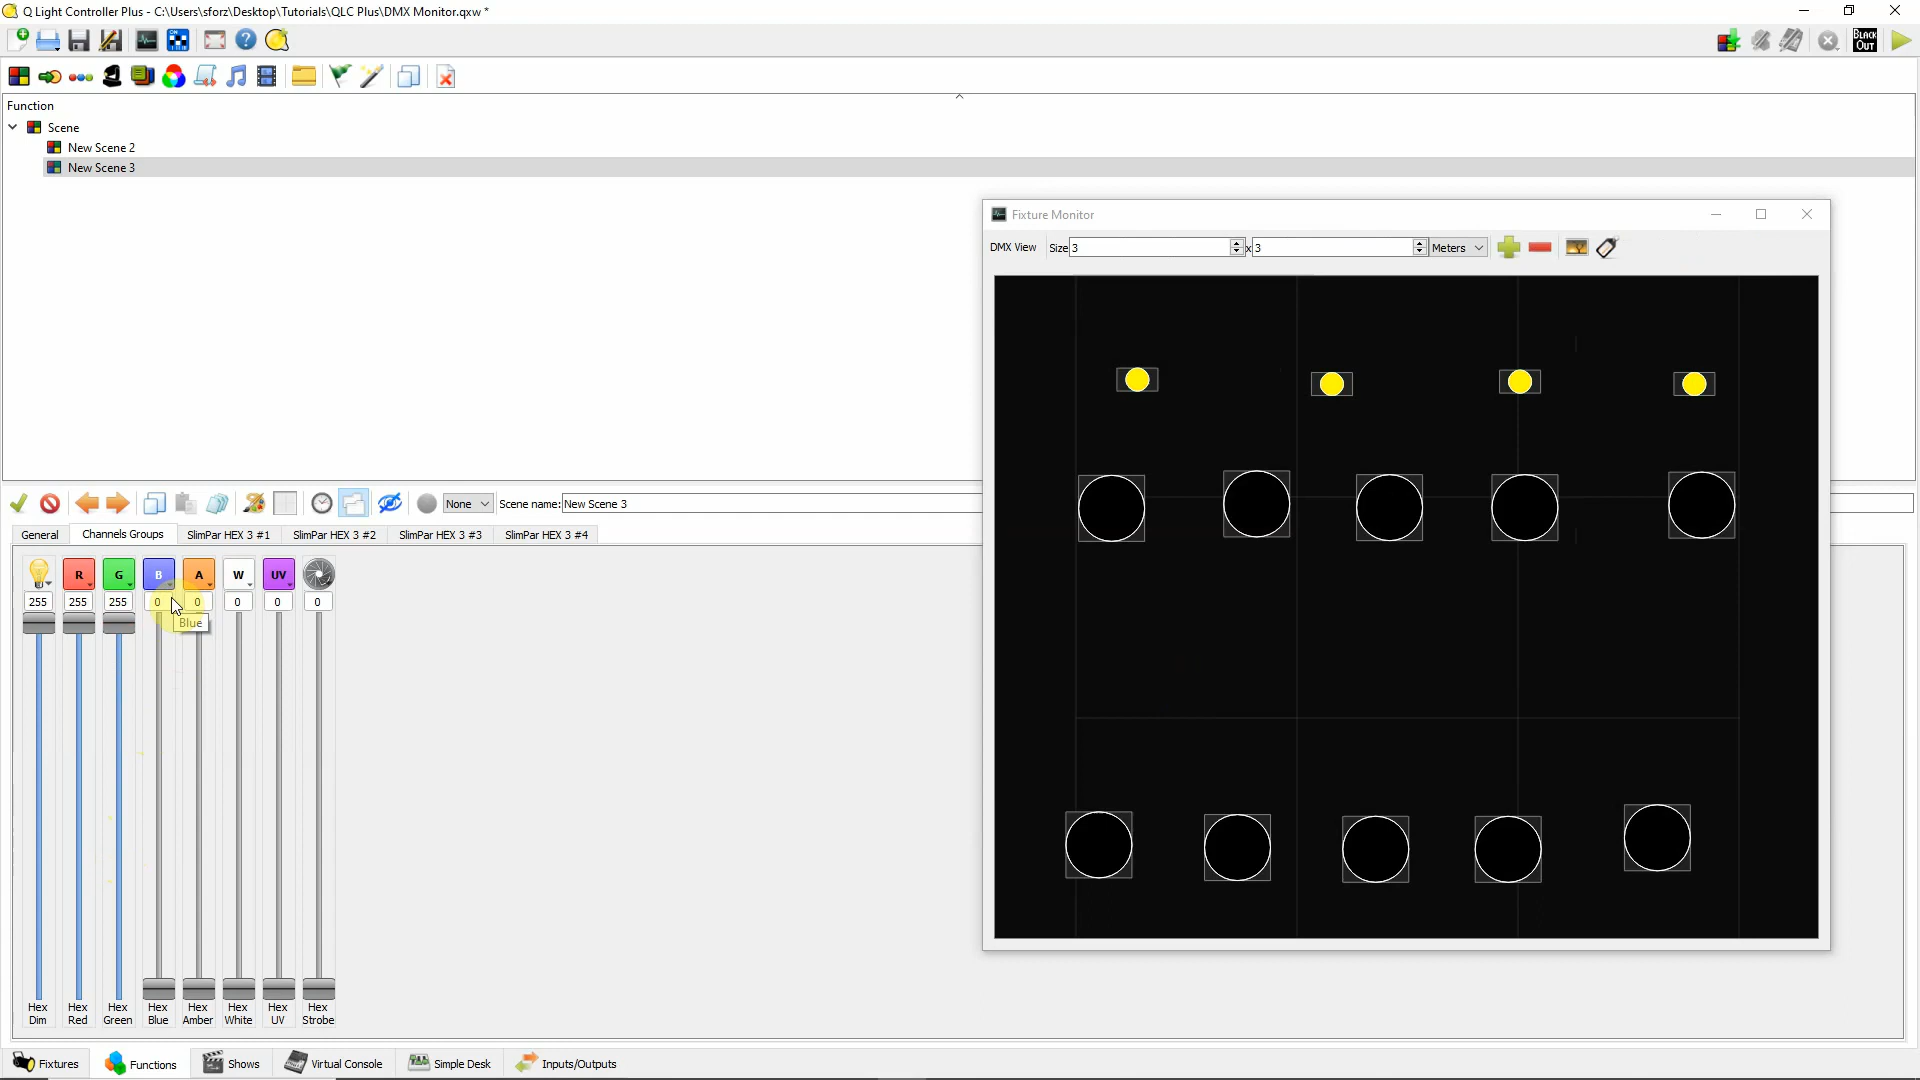 Q Light Controller Plus - C:\Users\sforz\Desktop\Tutorials\QLC Plus\DMX Monitor.qxw *
BLACK OUT
Function
Scene
New Scene 2
New Scene 3
Fixture Monitor
DMX View Size 3 x 3 Meters
None Scene name: New Scene 3
General Channels Groups SlimPar HEX 3 #1 SlimPar HEX 3 #2 SlimPar HEX 3 #3 SlimPar HEX 3 #4
R G B A W UV
255 255 255 0 0 0 0 0
Blue
Hex Hex Hex Hex Hex Hex Hex Hex
Dim Red Green Blue Amber White UV Strobe
Fixtures Functions Shows Virtual Console Simple Desk Inputs/Outputs